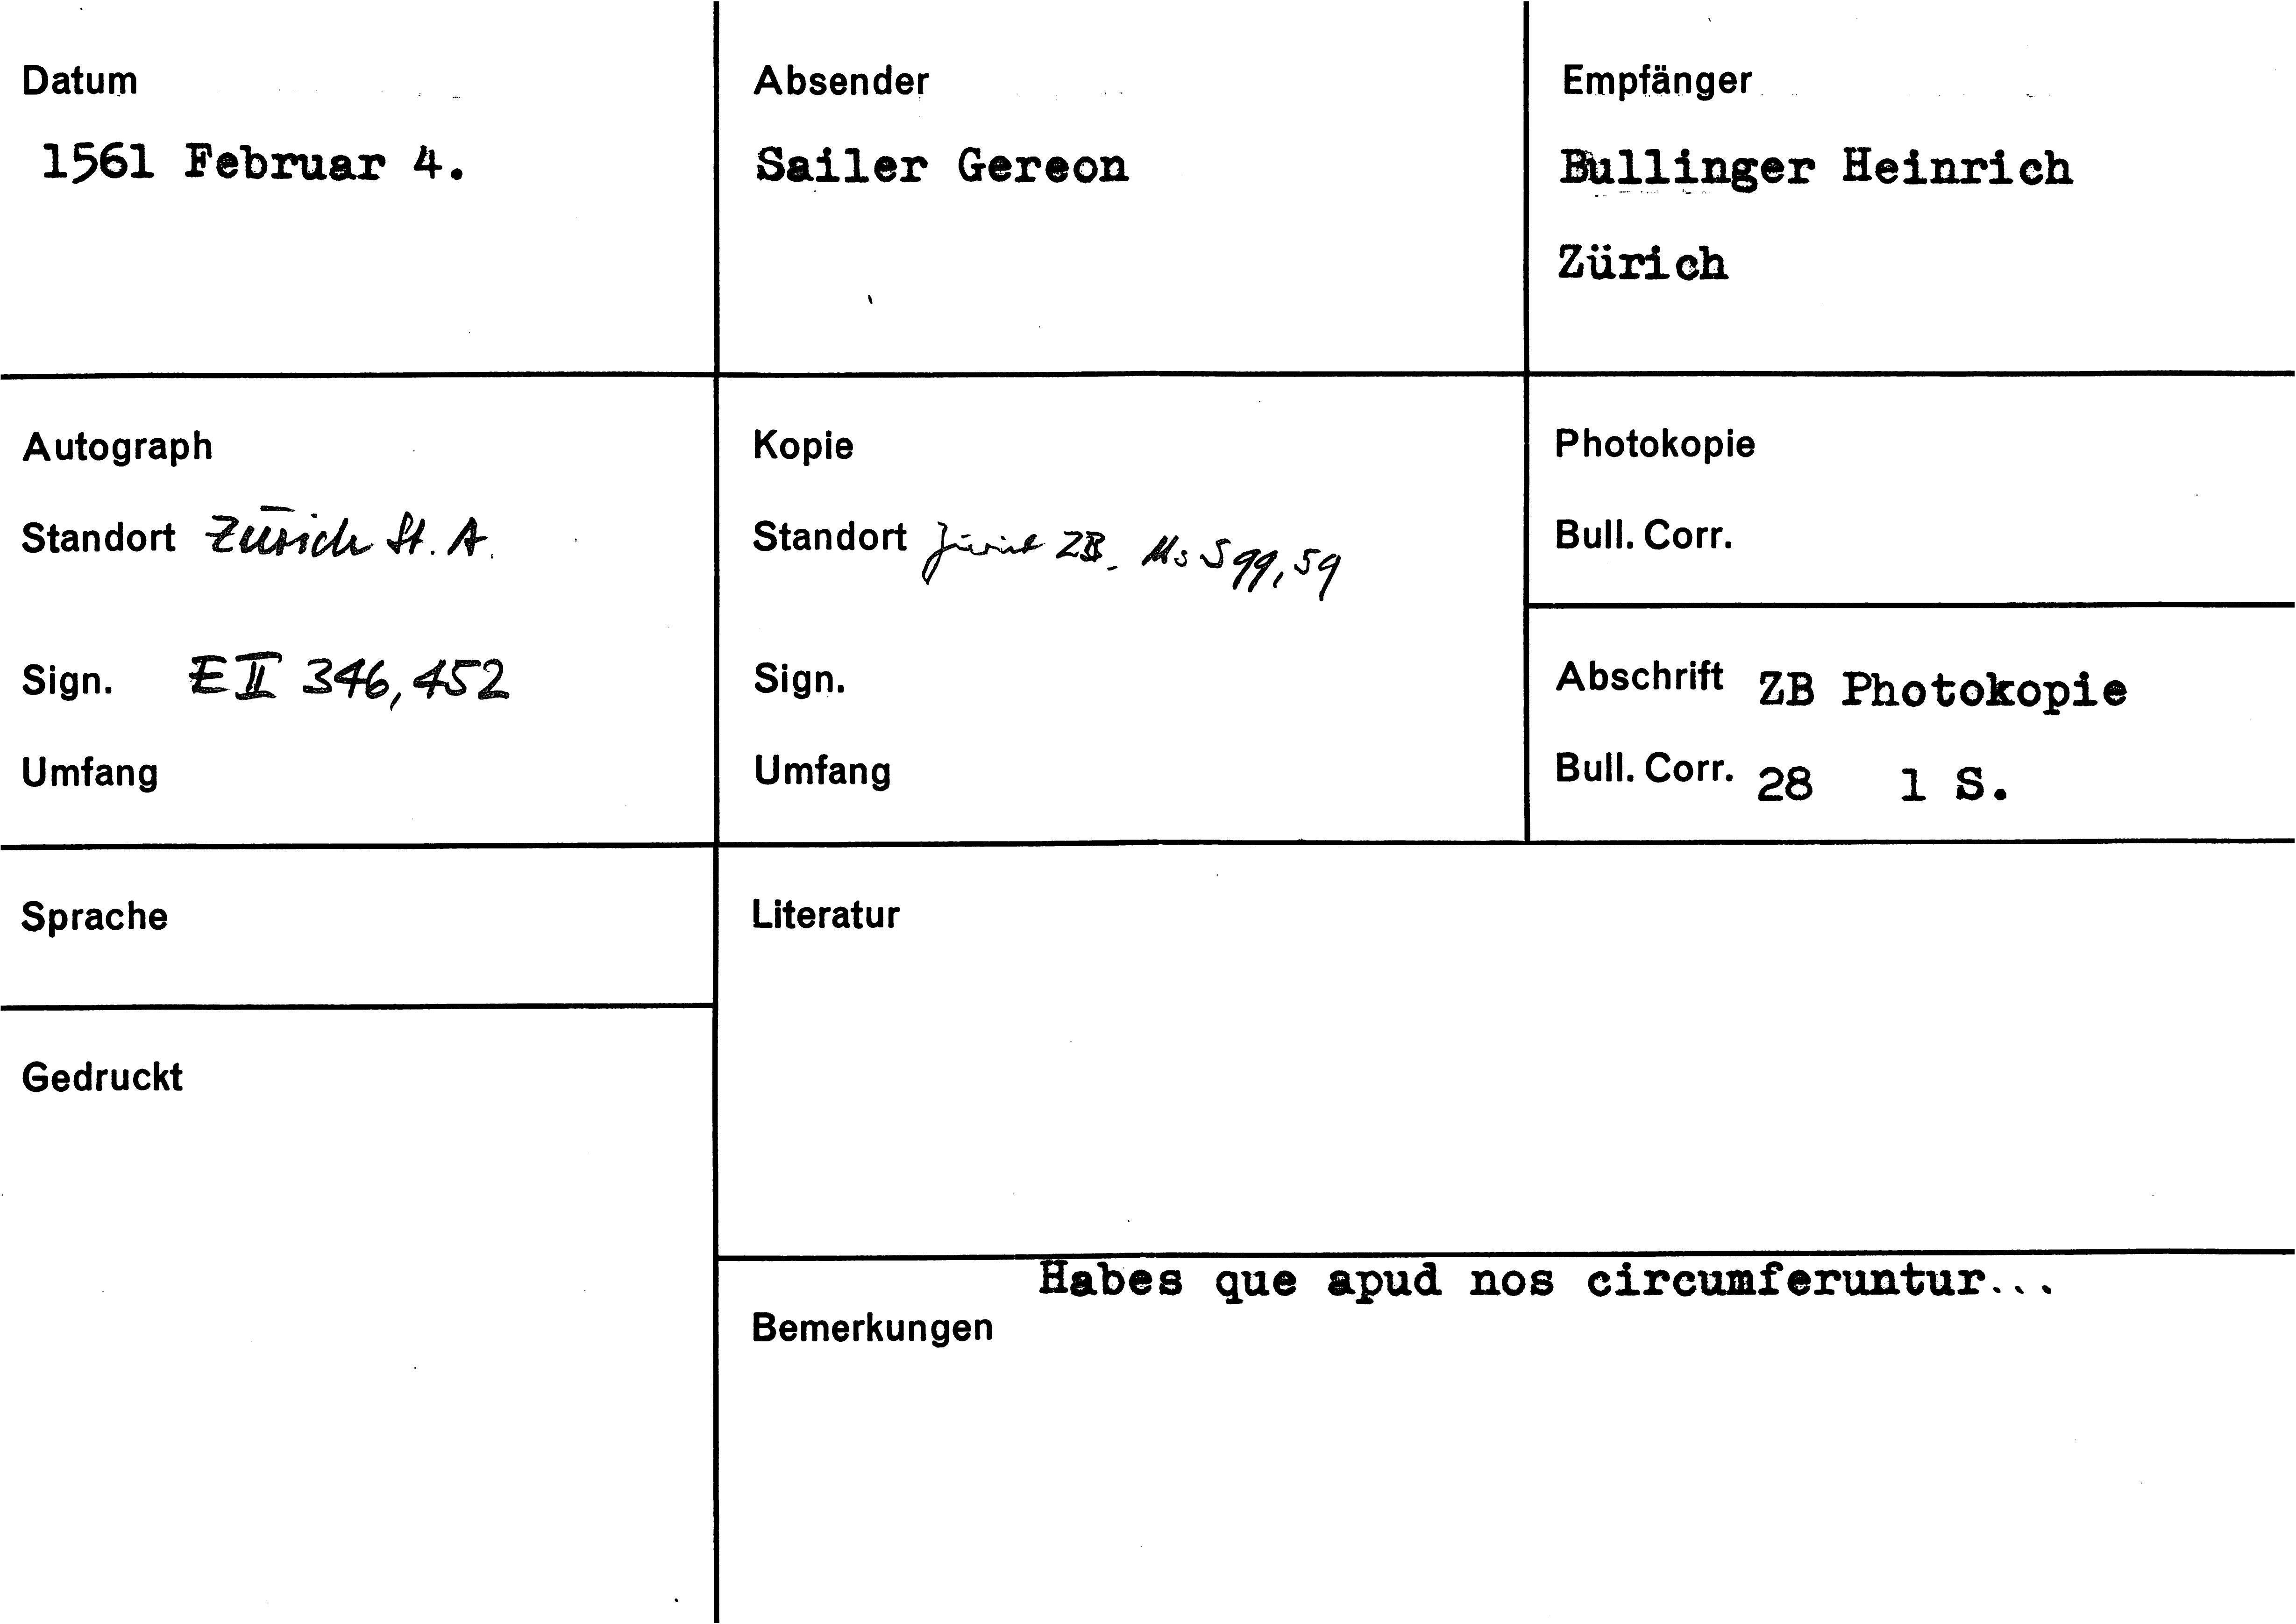 Datum
1561 Februar 4.
Absender
Sailer Gereon
Empfänger
Bullinger Heinrich
Zürich
Autograph
Standort Zürich St. A.
Sign. E II 346, 452
Umfang
Kopie
Standort Zürich ZB. Ms S 99, 59
Sign.
Umfang
Photokopie
Bull. Corr.
Abschrift ZB Photokopie
Bull. Corr. 28 1 S.
Sprache
Gedruckt
Literatur
Habes que apud nos circumferuntur...
Bemerkungen